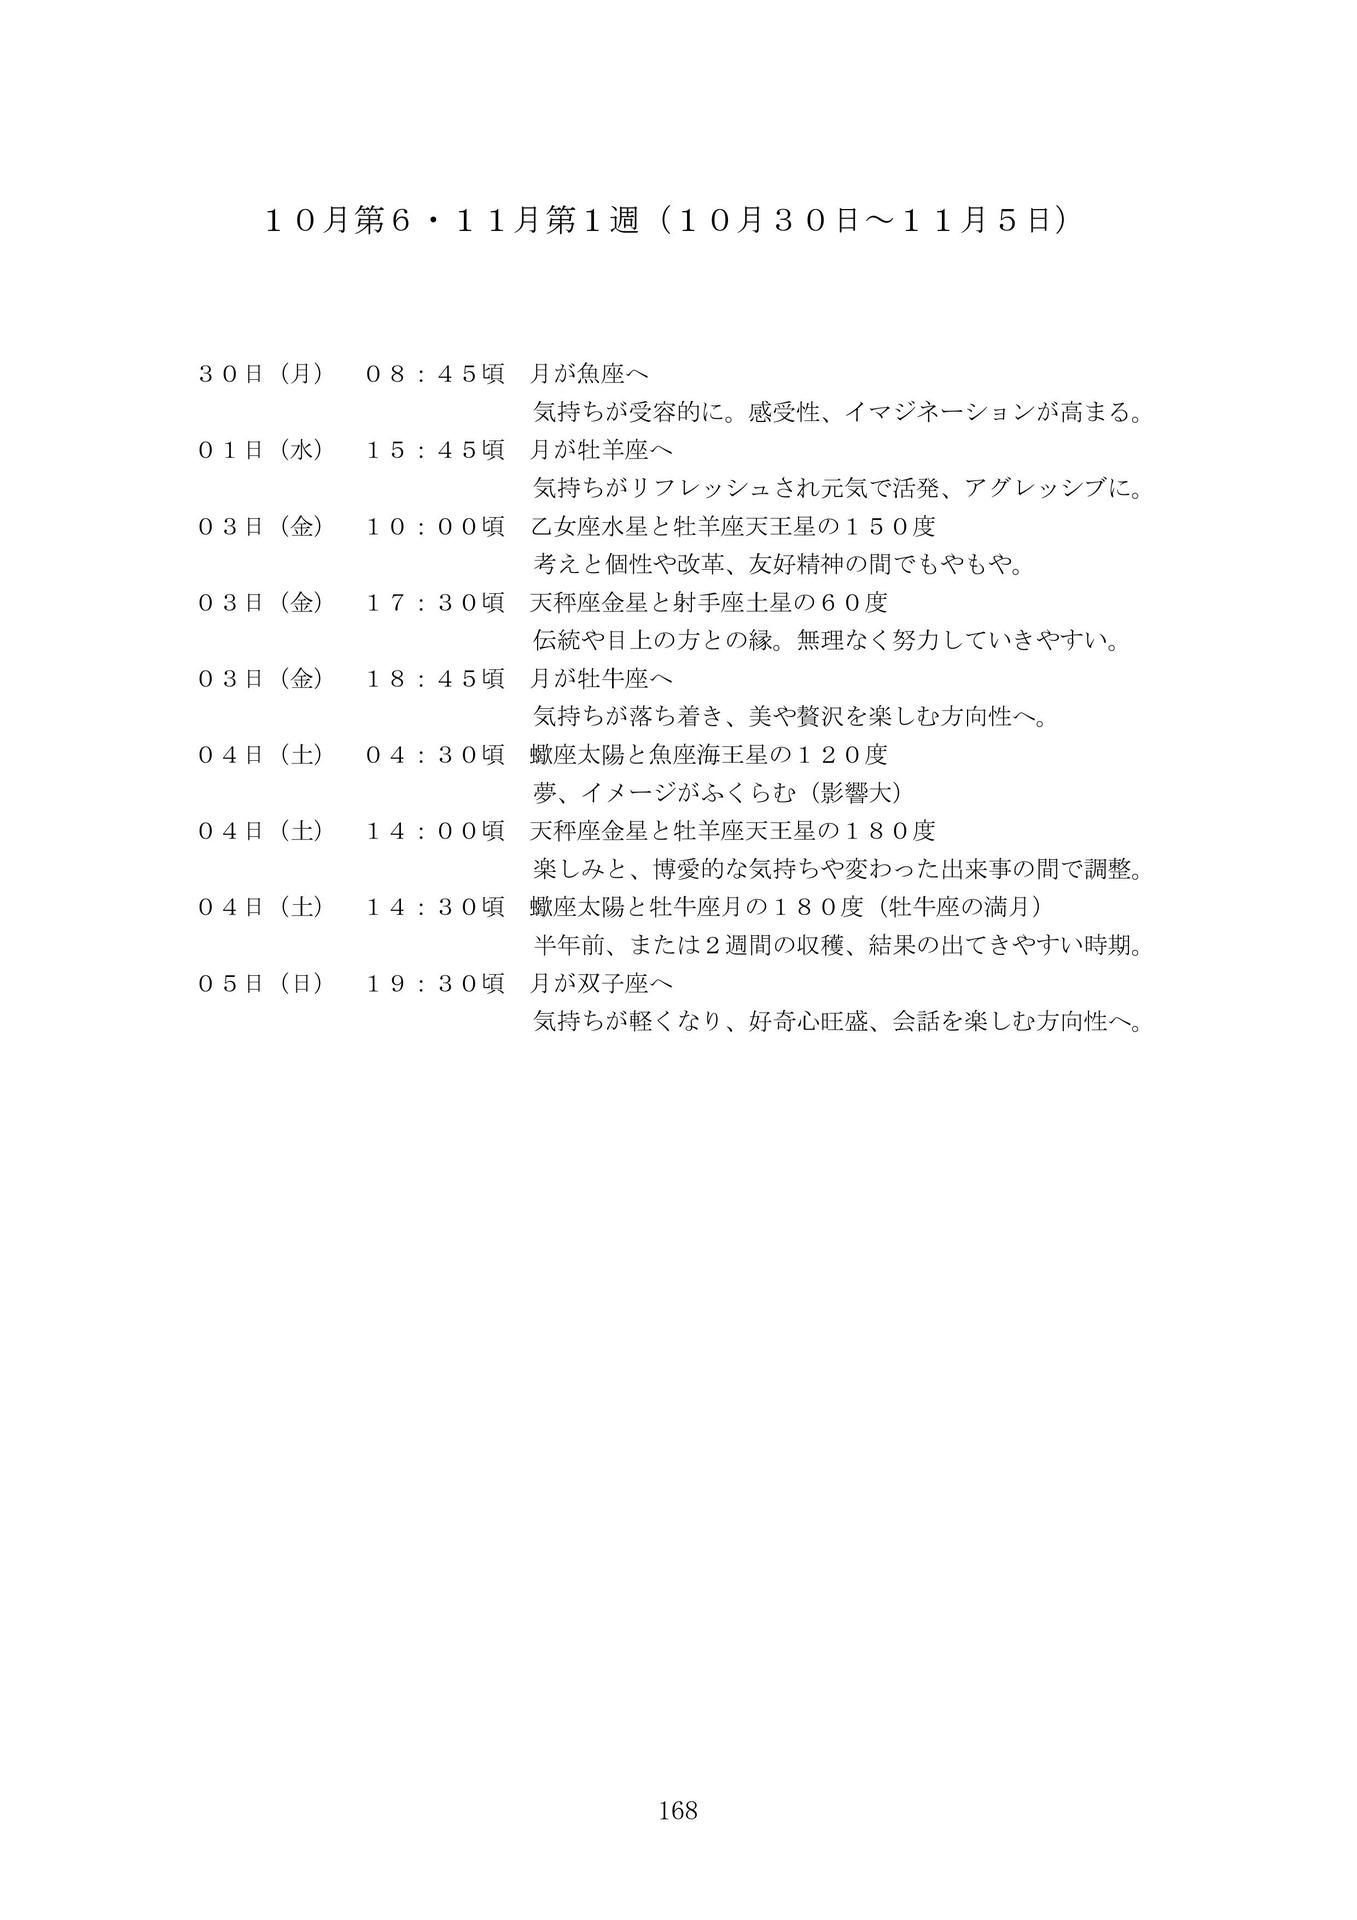 １０月第６・１１月第１週（１０月３０日～１１月５日）
３０日（月）　０８：４５頃　月が魚座へ
気持ちが受容的に。感受性、イマジネーションが高まる。
０１日（水）　１５：４５頃　月が牡羊座へ
気持ちがリフレッシュされ元気で活発、アグレッシブに。
０３日（金）　１０：００頃　乙女座水星と牡羊座天王星の１５０度
考えと個性や改革、友好精神の間でもやもや。
０３日（金）　１７：３０頃　天秤座金星と射手座土星の６０度
伝統や目上の方との縁。無理なく努力していきやすい。
０３日（金）　１８：４５頃　月が牡牛座へ
気持ちが落ち着き、美や贅沢を楽しむ方向性へ。
０４日（土）　０４：３０頃　蠍座太陽と魚座海王星の１２０度
夢、イメージがふくらむ（影響大）
０４日（土）　１４：００頃　天秤座金星と牡羊座天王星の１８０度
楽しみと、博愛的な気持ちや変わった出来事の間で調整。
０４日（土）　１４：３０頃　蠍座太陽と牡牛座月の１８０度（牡牛座の満月）
半年前、または２週間の収穫、結果の出てきやすい時期。
０５日（日）　１９：３０頃　月が双子座へ
気持ちが軽くなり、好奇心旺盛、会話を楽しむ方向性へ。
168